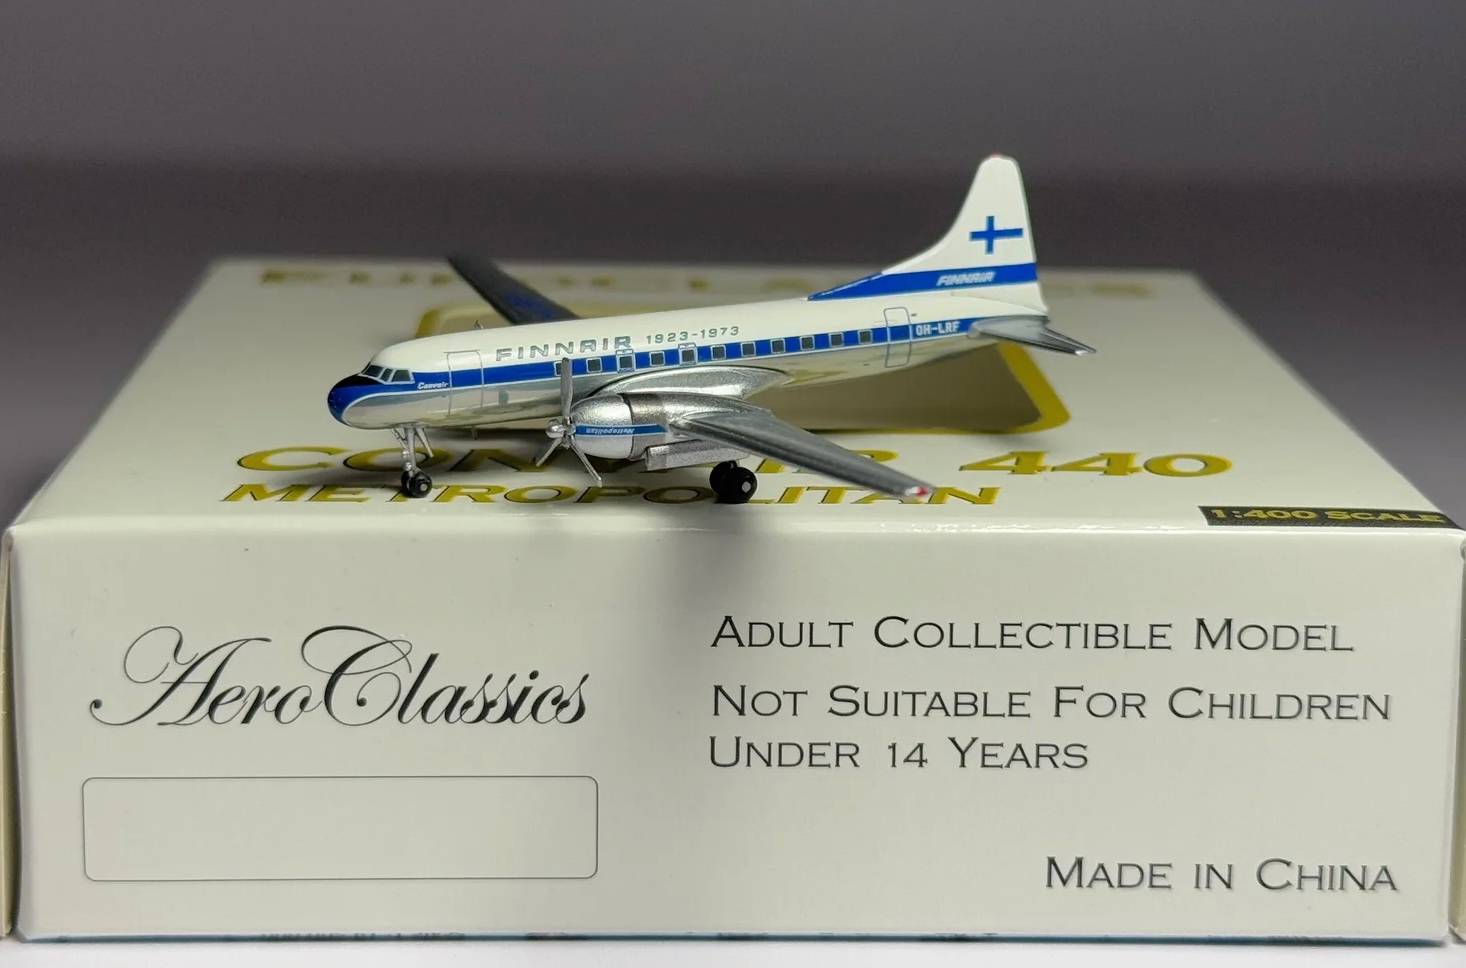 FINNAIR
FINNAIR 1923-1973
OH-LRF
Convair
Metropolitan
440
METROPOLITAN
1:400 SCALE
AeroClassics
ADULT COLLECTIBLE MODEL
NOT SUITABLE FOR CHILDREN
UNDER 14 YEARS
MADE IN CHINA